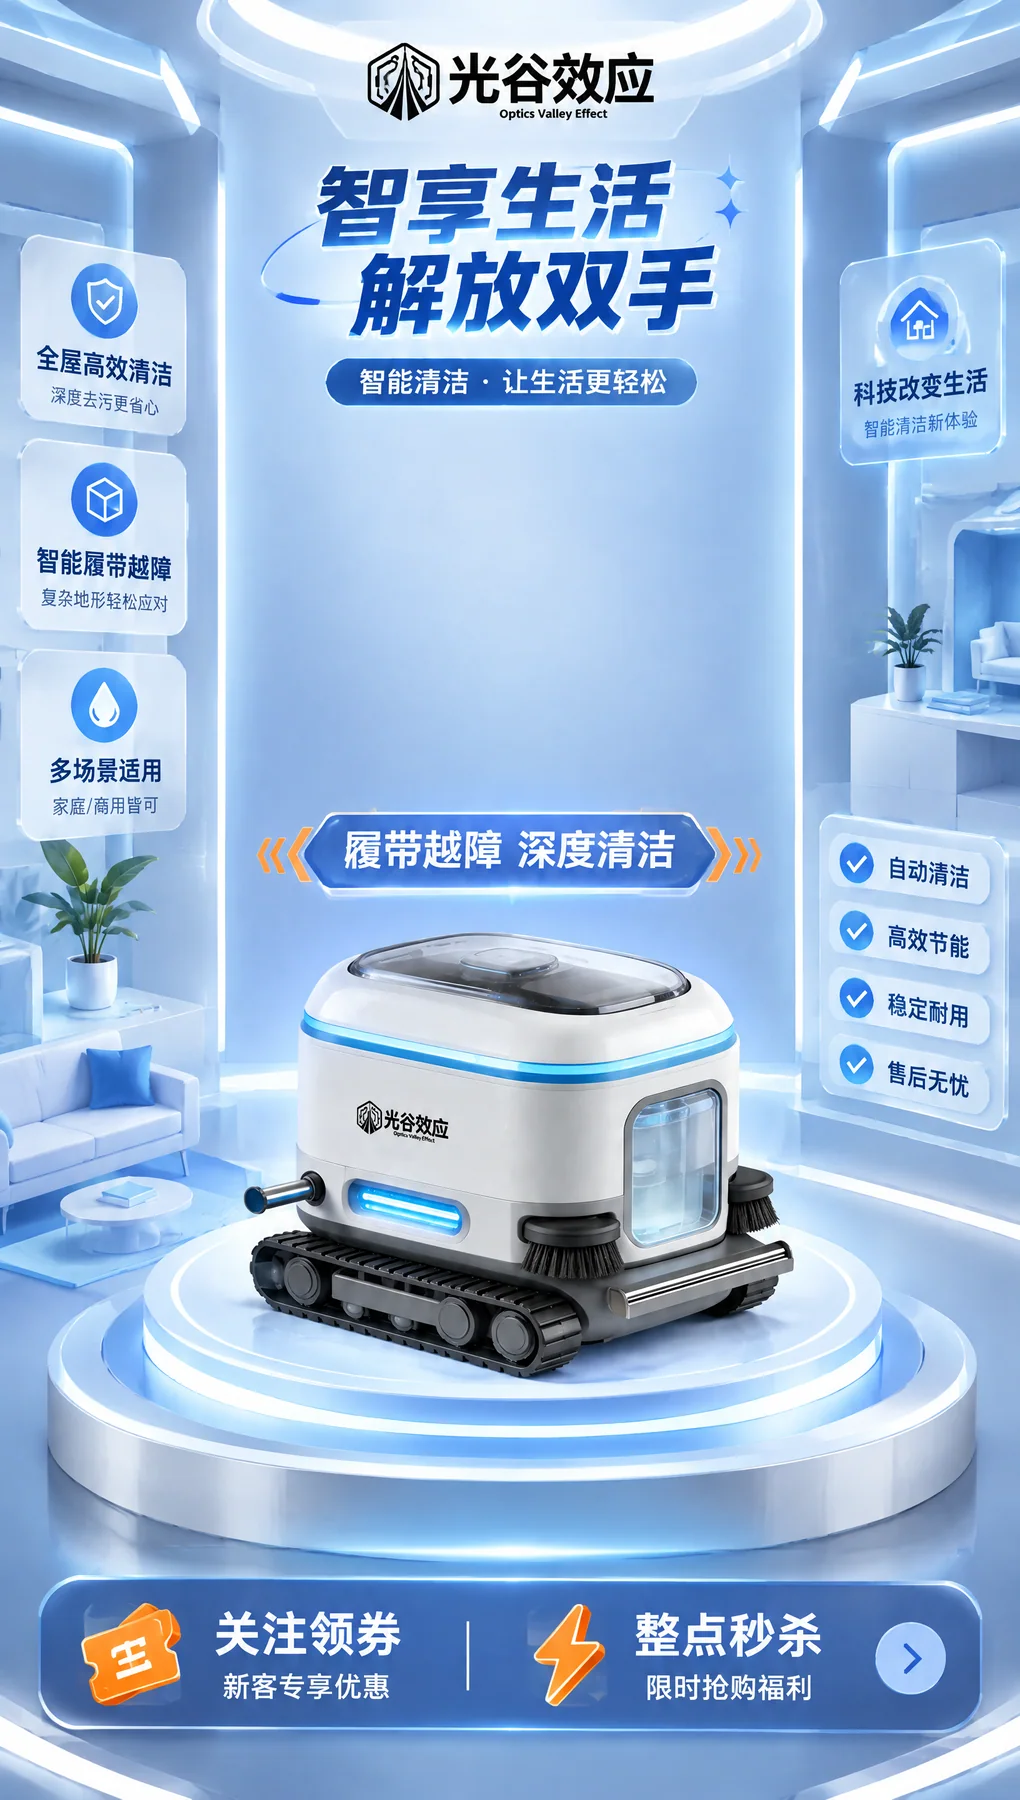 光谷效应
Optics Valley Effect
智享生活
解放双手
智能清洁 · 让生活更轻松
全屋高效清洁
深度去污更省心
智能履带越障
复杂地形轻松应对
多场景适用
家庭/商用皆可
科技改变生活
智能清洁新体验
履带越障 深度清洁
自动清洁
高效节能
稳定耐用
售后无忧
光谷效应
Optics Valley Effect
关注领券
新客专享优惠
整点秒杀
限时抢购福利